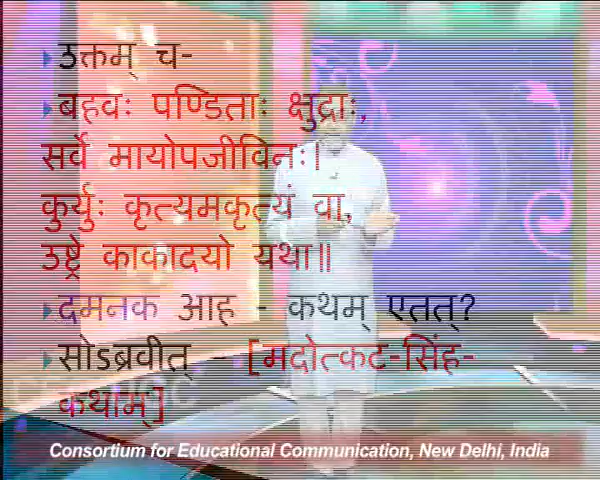 उक्तम् च-
बहवः पण्डिताः क्षुद्राः,
सर्वे मायोपजीविनः।
कुर्युः कृत्यमकृत्यं वा,
उष्ट्रे काकादयो यथा॥
दमनक आह - कथम् एतत्?
सोऽब्रवीत् - [मदोत्कट-सिंह-
कथाम्]
Consortium for Educational Communication, New Delhi, India